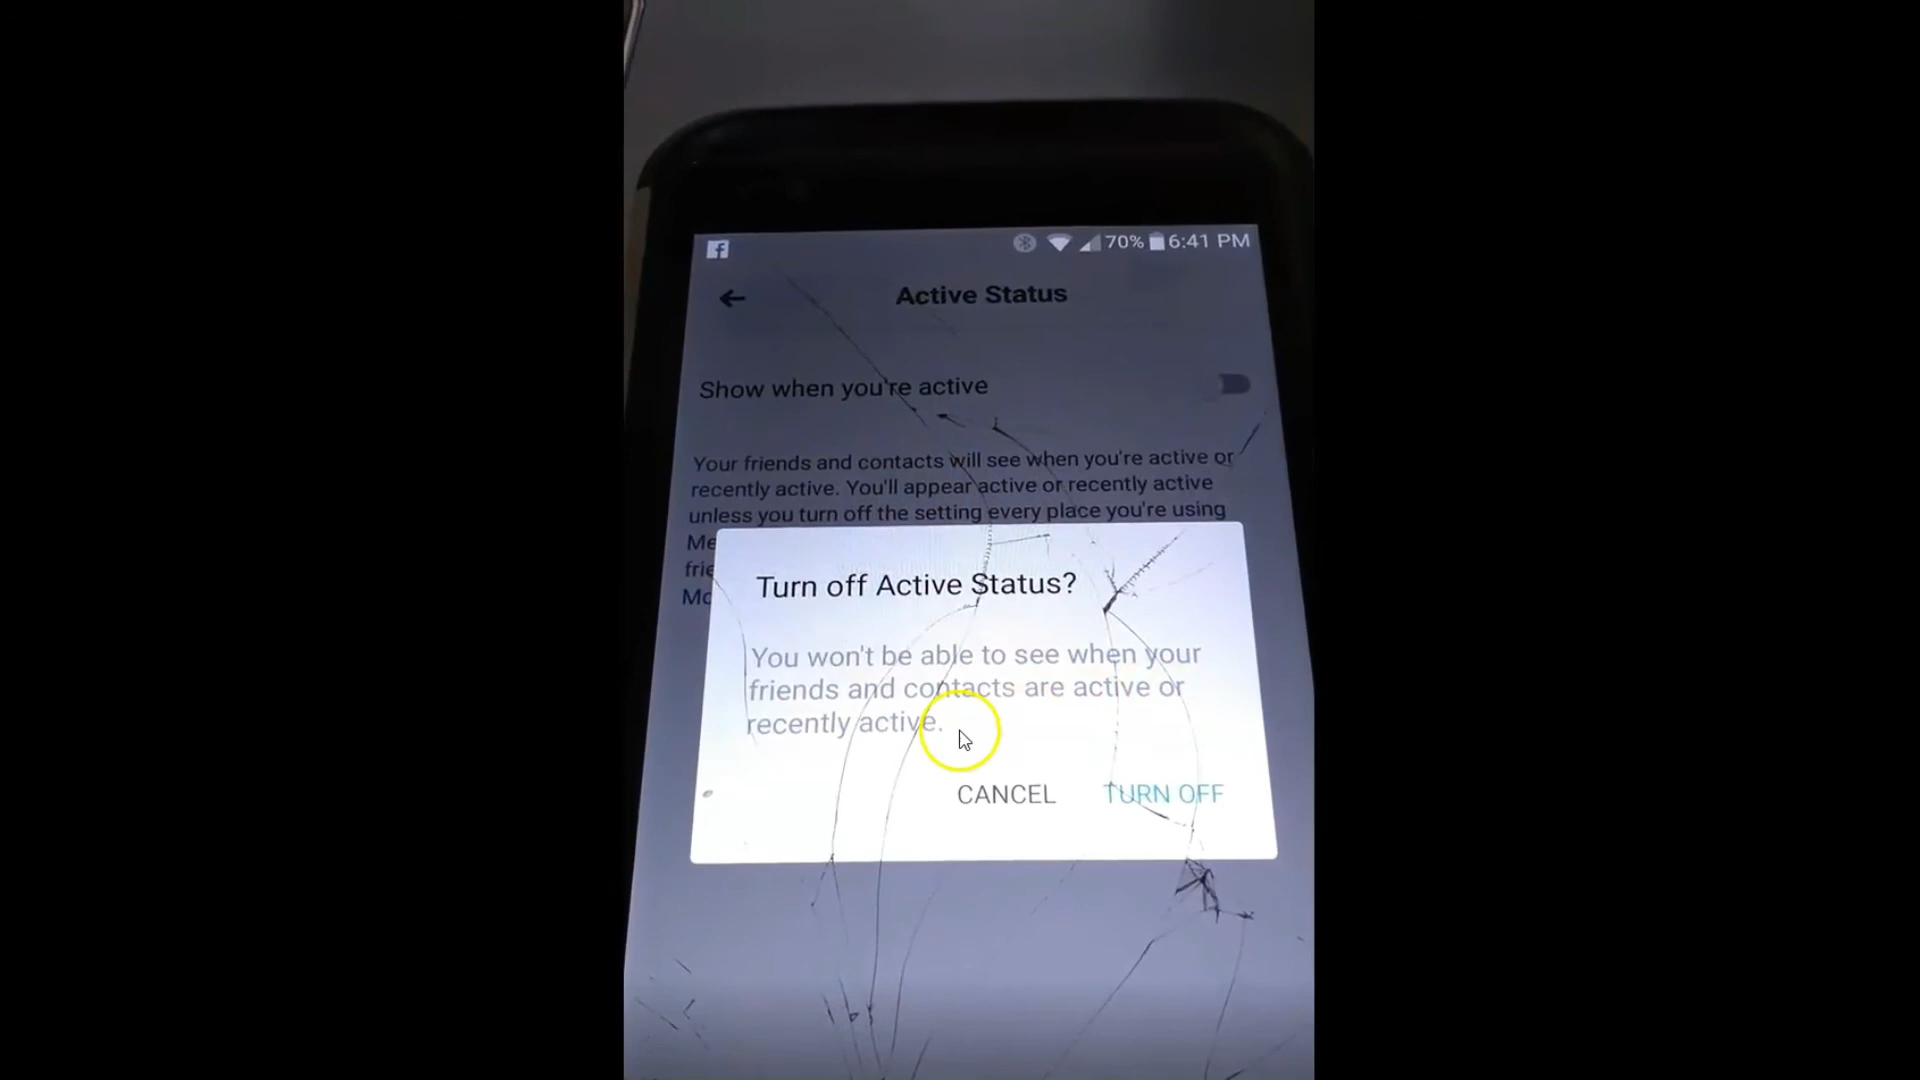 70% 6:41 PM
Active Status
Show when you're active
Your friends and contacts will see when you're active or
recently active. You'll appear active or recently active
unless you turn off the setting every place you're using
Me
frie
Mo
Turn off Active Status?
You won't be able to see when your
friends and contacts are active or
recently active.
CANCEL TURN OFF